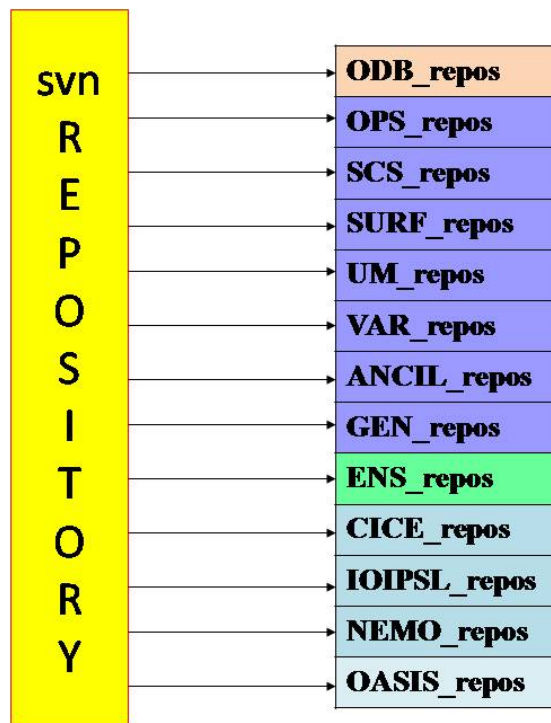 svn
R
E
P
O
S
I
T
O
R
Y
ODB_repos
OPS_repos
SCS_repos
SURF_repos
UM_repos
VAR_repos
ANCIL_repos
GEN_repos
ENS_repos
CICE_repos
IOIPSL_repos
NEMO_repos
OASIS_repos